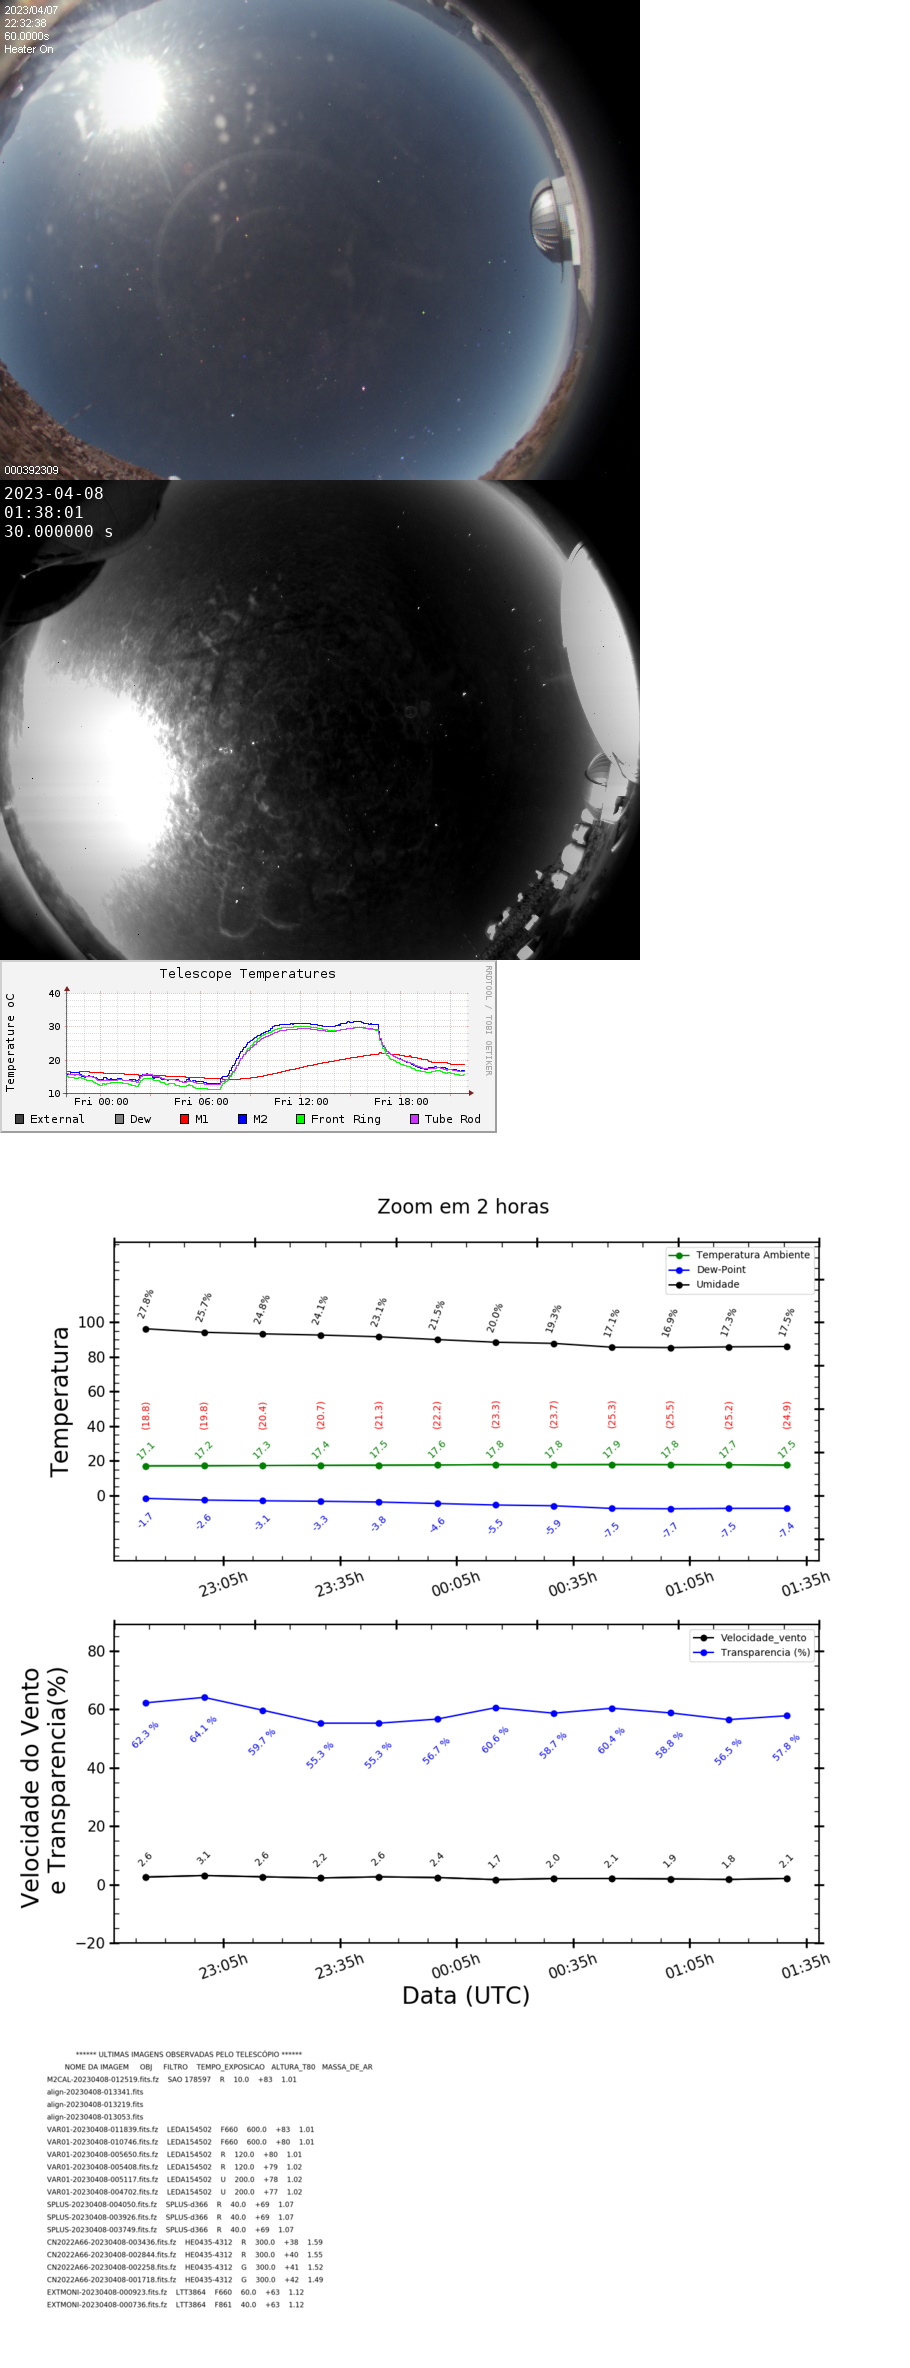 2023/04/07
22:32:38
60.0000s
Heater On
000392309
2023-04-08
01:38:01
30.000000 s
Telescope Temperatures
RRDTOOL / TOBI OETIKER
Temperature oC
40
30
20
10
Fri 00:00 Fri 06:00 Fri 12:00 Fri 18:00
External Dew M1 M2 Front Ring Tube Rod
Zoom em 2 horas
Temperatura Ambiente
Dew-Point
Umidade
Temperatura
100
80
60
40
20
0
27.8% 25.7% 24.8% 24.1% 23.1% 21.5% 20.0% 19.3% 17.1% 16.9% 17.3% 17.5%
(18.8) (19.8) (20.4) (20.7) (21.3) (22.2) (23.3) (23.7) (25.3) (25.5) (25.2) (24.9)
17.1 17.2 17.3 17.4 17.5 17.6 17.8 17.8 17.9 17.8 17.7 17.5
-1.7 -2.6 -3.1 -3.3 -3.8 -4.6 -5.5 -5.9 -7.5 -7.7 -7.5 -7.4
23:05h 23:35h 00:05h 00:35h 01:05h 01:35h
Velocidade_vento
Transparencia (%)
Velocidade do Vento
e Transparencia(%)
80
60
40
20
0
−20
62.3 % 64.1 % 59.7 % 55.3 % 55.3 % 56.7 % 60.6 % 58.7 % 60.4 % 58.8 % 56.5 % 57.8 %
2.6 3.1 2.6 2.2 2.6 2.4 1.7 2.0 2.1 1.9 1.8 2.1
23:05h 23:35h 00:05h 00:35h 01:05h 01:35h
Data (UTC)
****** ULTIMAS IMAGENS OBSERVADAS PELO TELESCÓPIO ******
NOME DA IMAGEM OBJ FILTRO TEMPO_EXPOSICAO ALTURA_T80 MASSA_DE_AR
M2CAL-20230408-012519.fits.fz SAO 178597 R 10.0 +83 1.01
align-20230408-013341.fits
align-20230408-013219.fits
align-20230408-013053.fits
VAR01-20230408-011839.fits.fz LEDA154502 F660 600.0 +83 1.01
VAR01-20230408-010746.fits.fz LEDA154502 F660 600.0 +80 1.01
VAR01-20230408-005650.fits.fz LEDA154502 R 120.0 +80 1.01
VAR01-20230408-005408.fits.fz LEDA154502 R 120.0 +79 1.02
VAR01-20230408-005117.fits.fz LEDA154502 U 200.0 +78 1.02
VAR01-20230408-004702.fits.fz LEDA154502 U 200.0 +77 1.02
SPLUS-20230408-004050.fits.fz SPLUS-d366 R 40.0 +69 1.07
SPLUS-20230408-003926.fits.fz SPLUS-d366 R 40.0 +69 1.07
SPLUS-20230408-003749.fits.fz SPLUS-d366 R 40.0 +69 1.07
CN2022A66-20230408-003436.fits.fz HE0435-4312 R 300.0 +38 1.59
CN2022A66-20230408-002844.fits.fz HE0435-4312 R 300.0 +40 1.55
CN2022A66-20230408-002258.fits.fz HE0435-4312 G 300.0 +41 1.52
CN2022A66-20230408-001718.fits.fz HE0435-4312 G 300.0 +42 1.49
EXTMONI-20230408-000923.fits.fz LTT3864 F660 60.0 +63 1.12
EXTMONI-20230408-000736.fits.fz LTT3864 F861 40.0 +63 1.12